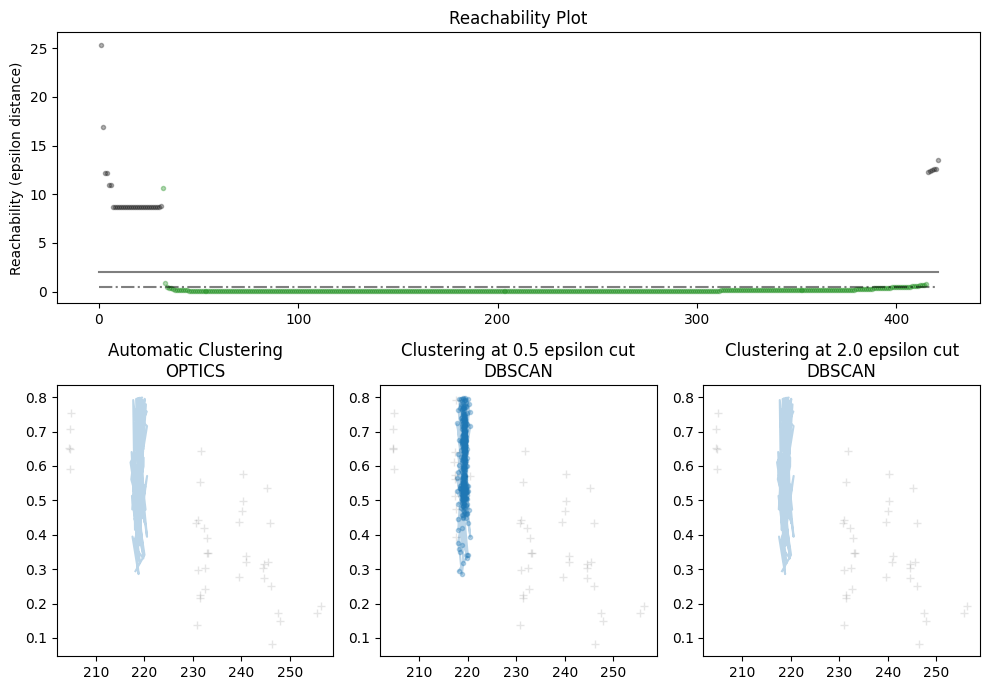 Reachability Plot
Reachability (epsilon distance)
25
20
15
10
5
0
0 100 200 300 400
Automatic Clustering
OPTICS
0.8
0.7
0.6
0.5
0.4
0.3
0.2
0.1
210 220 230 240 250
Clustering at 0.5 epsilon cut
DBSCAN
0.8
0.7
0.6
0.5
0.4
0.3
0.2
0.1
210 220 230 240 250
Clustering at 2.0 epsilon cut
DBSCAN
0.8
0.7
0.6
0.5
0.4
0.3
0.2
0.1
210 220 230 240 250